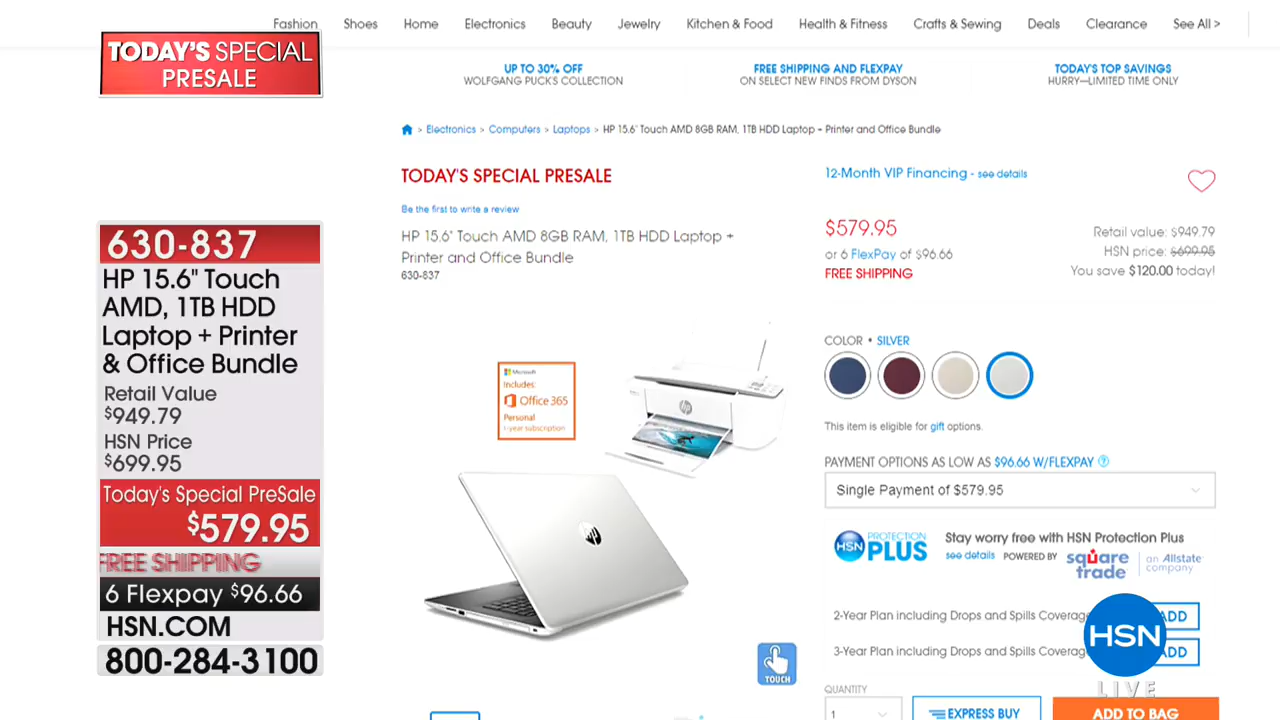 Fashion Shoes Home Electronics Beauty Jewelry Kitchen & Food Health & Fitness Crafts & Sewing Deals Clearance See All >
TODAY'S SPECIAL
PRESALE
UP TO 30% OFF
WOLFGANG PUCK'S COLLECTION
FREE SHIPPING AND FLEXPAY
ON SELECT NEW FINDS FROM DYSON
TODAY'S TOP SAVINGS
HURRY—LIMITED TIME ONLY
> Electronics > Computers > Laptops > HP 15.6" Touch AMD 8GB RAM, 1TB HDD Laptop + Printer and Office Bundle
630-837
HP 15.6" Touch
AMD, 1TB HDD
Laptop + Printer
& Office Bundle
Retail Value
$949.79
HSN Price
$699.95
Today's Special PreSale
$579.95
FREE SHIPPING
6 Flexpay $96.66
HSN.COM
800-284-3100
TODAY'S SPECIAL PRESALE
Be the first to write a review
HP 15.6" Touch AMD 8GB RAM, 1TB HDD Laptop +
Printer and Office Bundle
630-837
Microsoft
Includes:
Office 365
Personal
1-year subscription
hp
hp
TOUCH
12-Month VIP Financing - see details
$579.95
or 6 FlexPay of $96.66
FREE SHIPPING
Retail value: $949.79
HSN price: $699.95
You save $120.00 today!
COLOR • SILVER
This item is eligible for gift options.
PAYMENT OPTIONS AS LOW AS $96.66 W/FLEXPAY ?
Single Payment of $579.95
HSN PROTECTION PLUS
Stay worry free with HSN Protection Plus
see details POWERED BY square trade | an Allstate company
2-Year Plan including Drops and Spills Coverage ADD
3-Year Plan including Drops and Spills Coverage ADD
HSN
LIVE
QUANTITY
1
EXPRESS BUY
ADD TO BAG